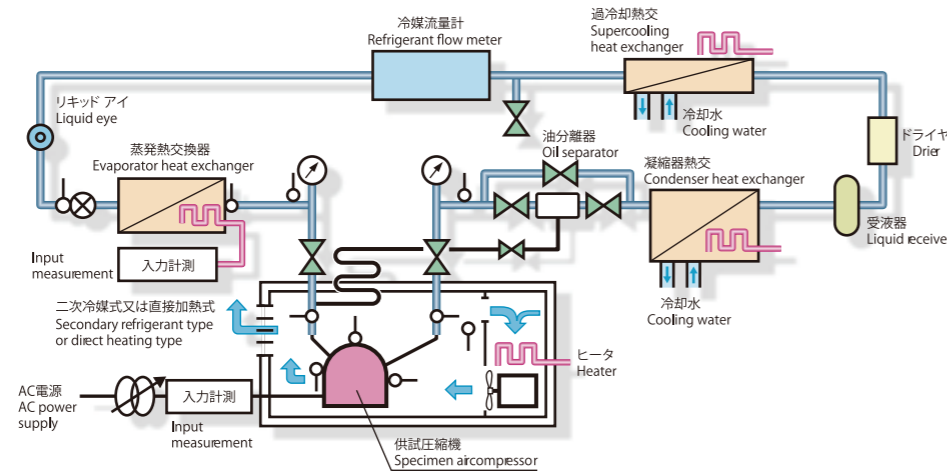 冷媒流量計
Refrigerant flow meter
過冷却熱交
Supercooling
heat exchanger
リキッド アイ
Liquid eye
冷却水
Cooling water
ドライヤ
Drier
蒸発熱交換器
Evaporator heat exchanger
油分離器
Oil separator
凝縮器熱交
Condenser heat exchanger
受液器
Liquid receive
Input
measurement
入力計測
冷却水
Cooling water
二次冷媒式又は直接加熱式
Secondary refrigerant type
or direct heating type
ヒータ
Heater
AC電源
AC power
supply
入力計測
Input
measurement
供試圧縮機
Specimen aircompressor